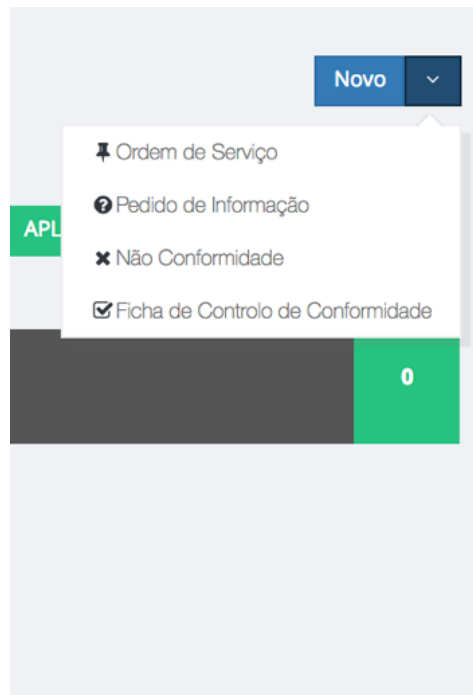 Novo
Ordem de Serviço
Pedido de Informação
APL
Não Conformidade
Ficha de Controlo de Conformidade
0